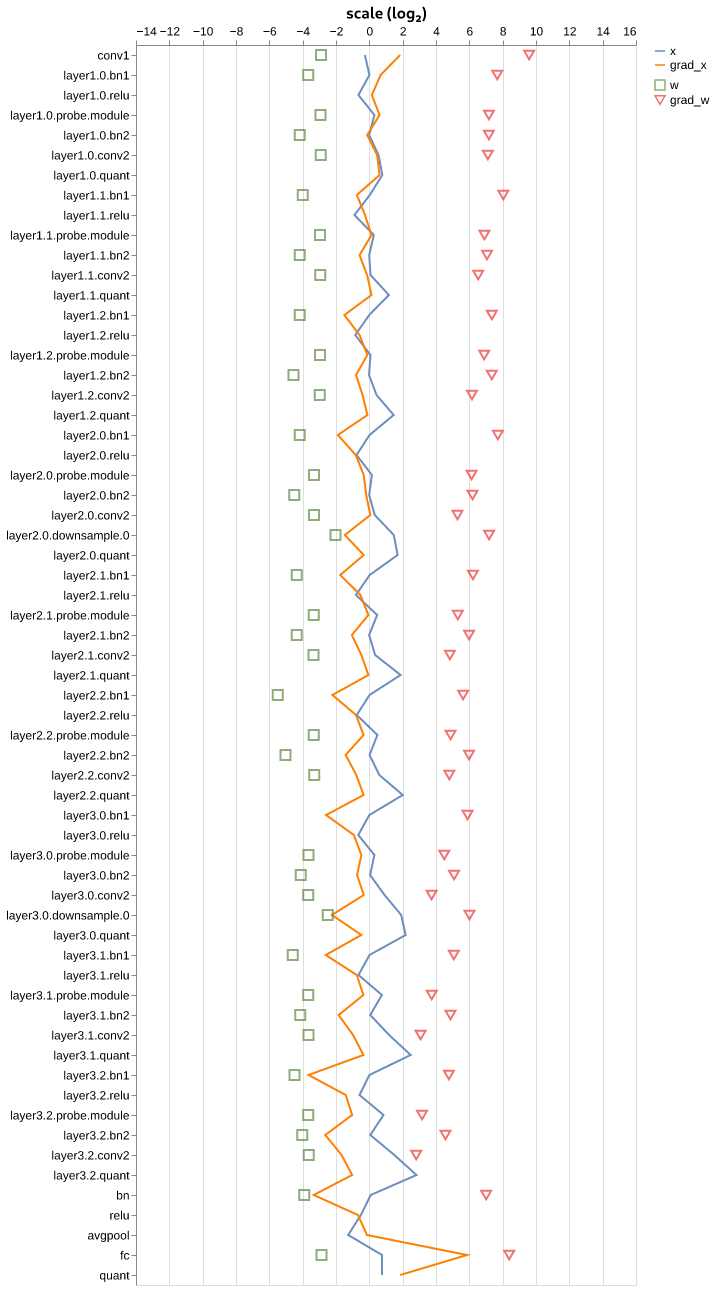 scale (log₂)
−14 −12 −10 −8 −6 −4 −2 0 2 4 6 8 10 12 14 16
x
grad_x
w
grad_w
conv1
layer1.0.bn1
layer1.0.relu
layer1.0.probe.module
layer1.0.bn2
layer1.0.conv2
layer1.0.quant
layer1.1.bn1
layer1.1.relu
layer1.1.probe.module
layer1.1.bn2
layer1.1.conv2
layer1.1.quant
layer1.2.bn1
layer1.2.relu
layer1.2.probe.module
layer1.2.bn2
layer1.2.conv2
layer1.2.quant
layer2.0.bn1
layer2.0.relu
layer2.0.probe.module
layer2.0.bn2
layer2.0.conv2
layer2.0.downsample.0
layer2.0.quant
layer2.1.bn1
layer2.1.relu
layer2.1.probe.module
layer2.1.bn2
layer2.1.conv2
layer2.1.quant
layer2.2.bn1
layer2.2.relu
layer2.2.probe.module
layer2.2.bn2
layer2.2.conv2
layer2.2.quant
layer3.0.bn1
layer3.0.relu
layer3.0.probe.module
layer3.0.bn2
layer3.0.conv2
layer3.0.downsample.0
layer3.0.quant
layer3.1.bn1
layer3.1.relu
layer3.1.probe.module
layer3.1.bn2
layer3.1.conv2
layer3.1.quant
layer3.2.bn1
layer3.2.relu
layer3.2.probe.module
layer3.2.bn2
layer3.2.conv2
layer3.2.quant
bn
relu
avgpool
fc
quant